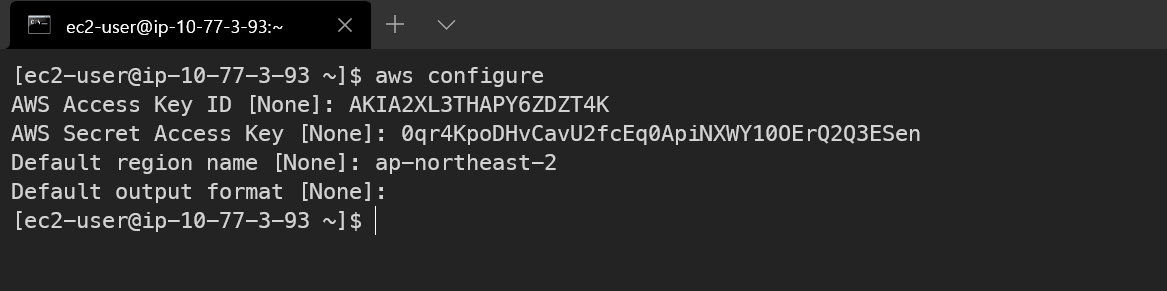 ec2-user@ip-10-77-3-93:~
[ec2-user@ip-10-77-3-93 ~]$ aws configure
AWS Access Key ID [None]: AKIA2XL3THAPY6ZDZT4K
AWS Secret Access Key [None]: 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
Default region name [None]: ap-northeast-2
Default output format [None]:
[ec2-user@ip-10-77-3-93 ~]$